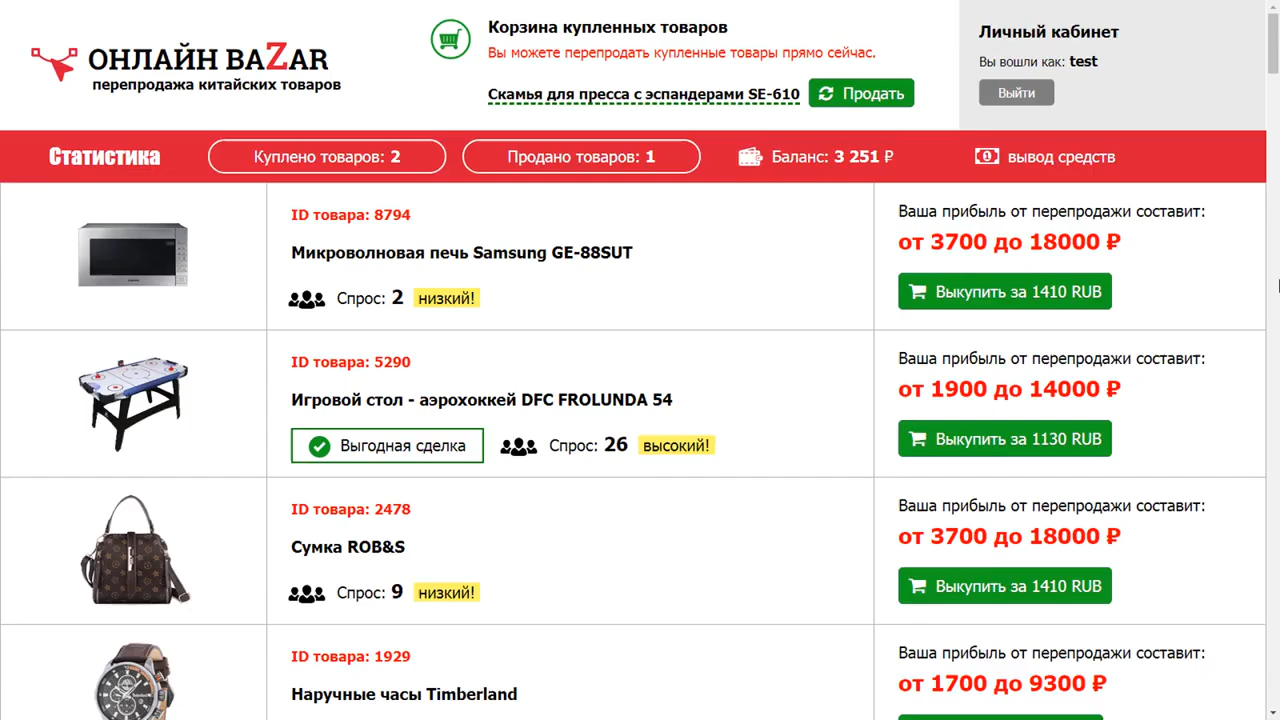 ОНЛАЙН BAZAR
перепродажа китайских товаров
Корзина купленных товаров
Вы можете перепродать купленные товары прямо сейчас.
Скамья для пресса с эспандерами SE-610
Продать
Личный кабинет
Вы вошли как: test
Выйти
Статистика
Куплено товаров: 2
Продано товаров: 1
Баланс: 3 251 ₽
вывод средств
ID товара: 8794
Микроволновая печь Samsung GE-88SUT
Спрос: 2 низкий!
Ваша прибыль от перепродажи составит:
от 3700 до 18000 ₽
Выкупить за 1410 RUB
ID товара: 5290
Игровой стол - аэрохоккей DFC FROLUNDA 54
Выгодная сделка
Спрос: 26 высокий!
Ваша прибыль от перепродажи составит:
от 1900 до 14000 ₽
Выкупить за 1130 RUB
ID товара: 2478
Сумка ROB&S
Спрос: 9 низкий!
Ваша прибыль от перепродажи составит:
от 3700 до 18000 ₽
Выкупить за 1410 RUB
ID товара: 1929
Наручные часы Timberland
Ваша прибыль от перепродажи составит:
от 1700 до 9300 ₽